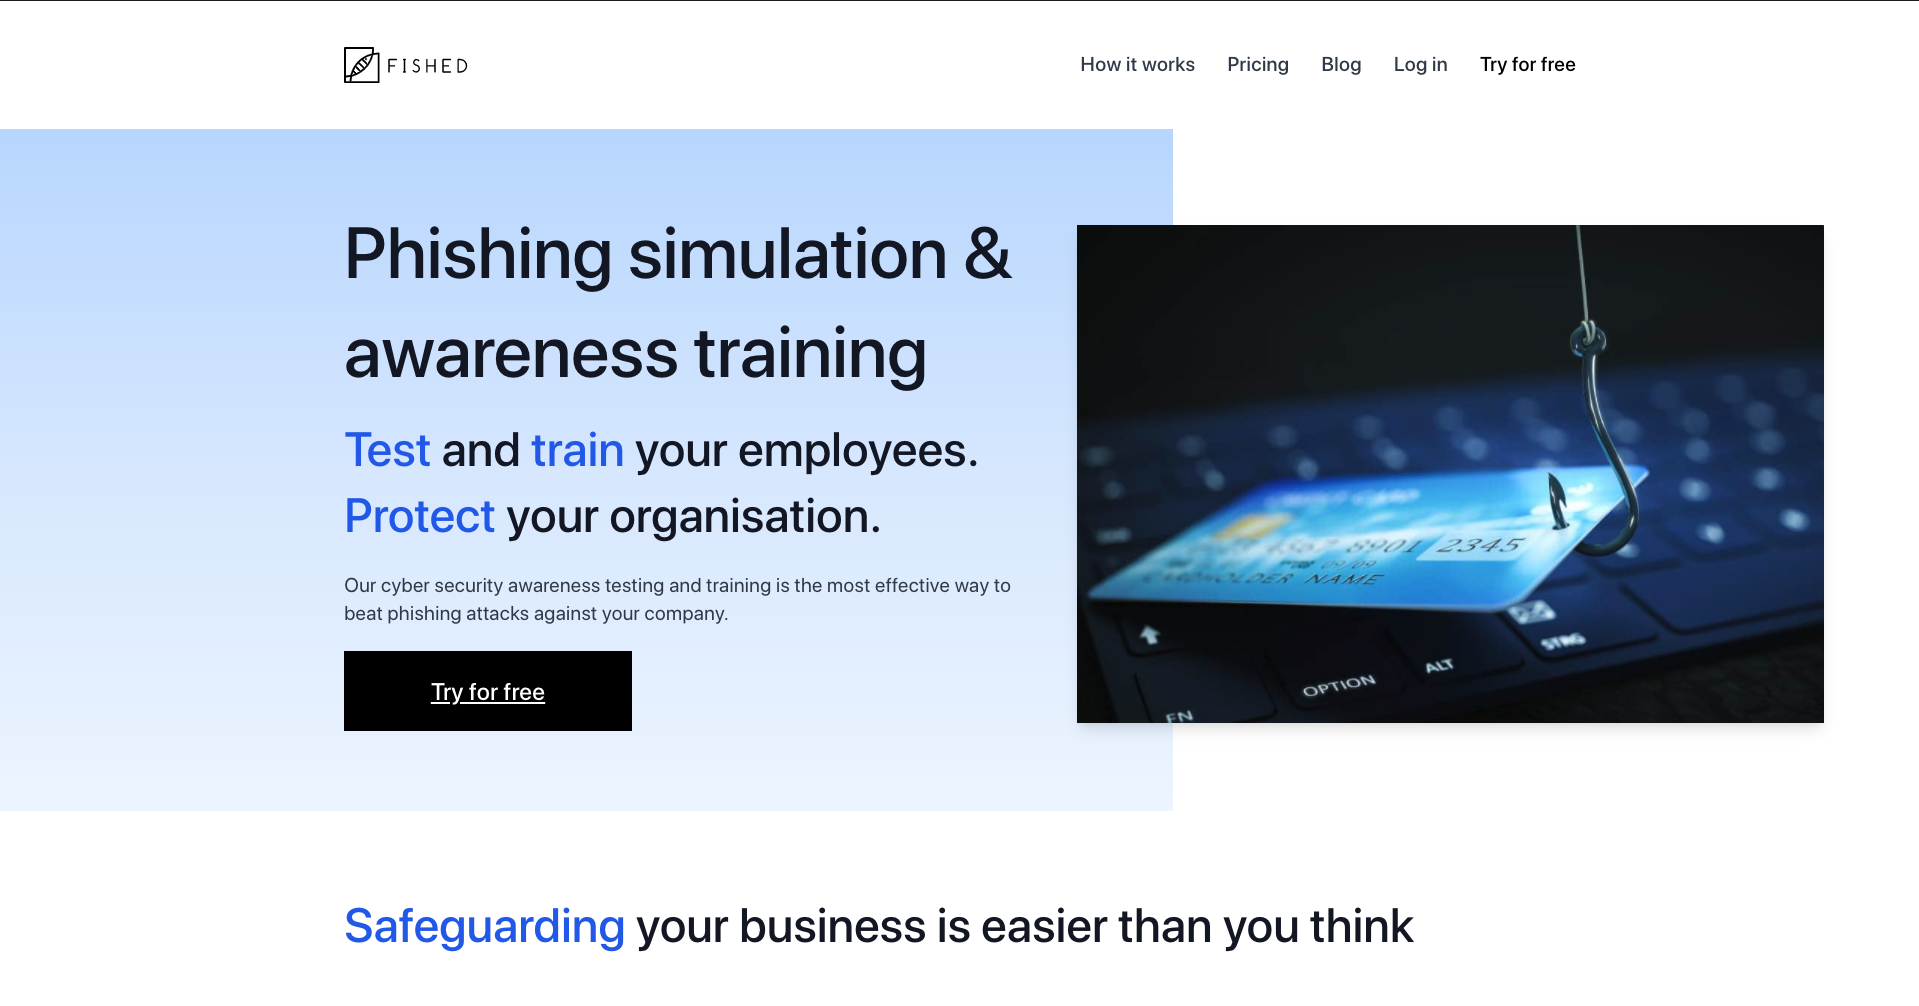 FISHED
How it works
Pricing
Blog
Log in
Try for free
Phishing simulation &
awareness training
Test and train your employees.
Protect your organisation.
Our cyber security awareness testing and training is the most effective way to
beat phishing attacks against your company.
Try for free
8901 2345
09/09
CARDHOLDER NAME
STRG
ALT
OPTION
FN
Safeguarding your business is easier than you think